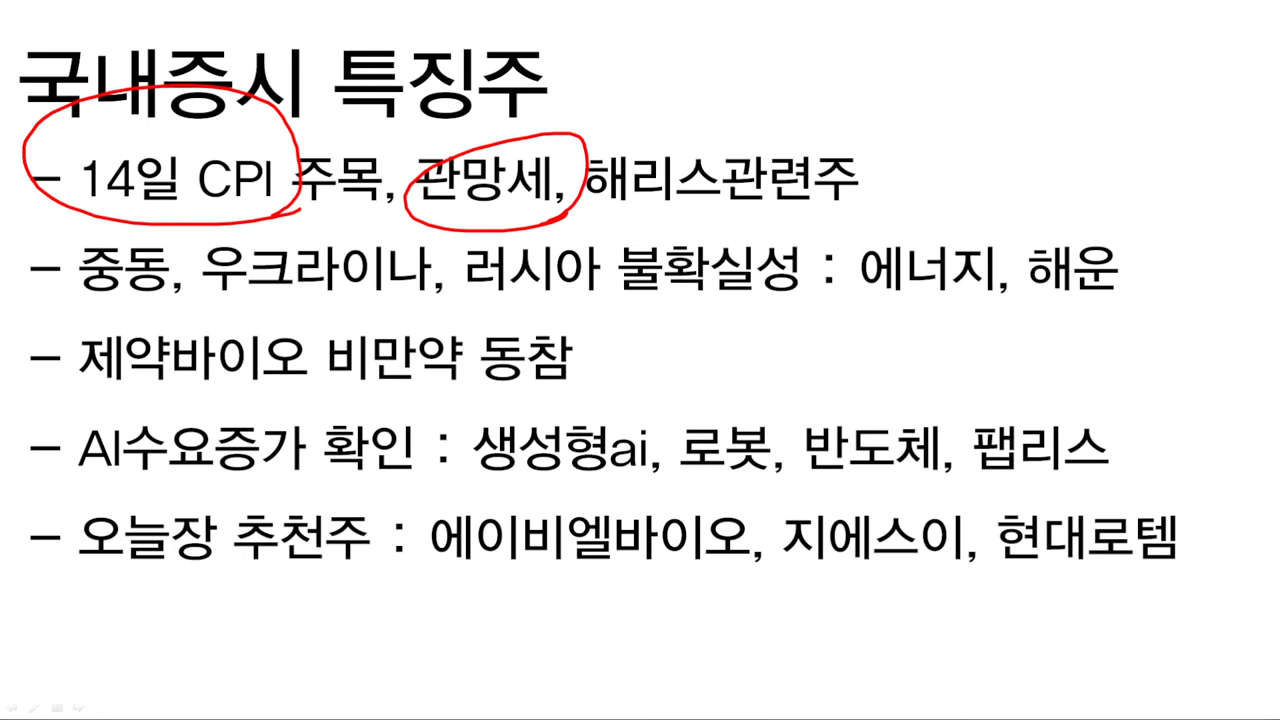 국내증시 특징주
– 14일 CPI 주목, 관망세, 해리스관련주
– 중동, 우크라이나, 러시아 불확실성 : 에너지, 해운
– 제약바이오 비만약 동참
– AI수요증가 확인 : 생성형ai, 로봇, 반도체, 팹리스
– 오늘장 추천주 : 에이비엘바이오, 지에스이, 현대로템